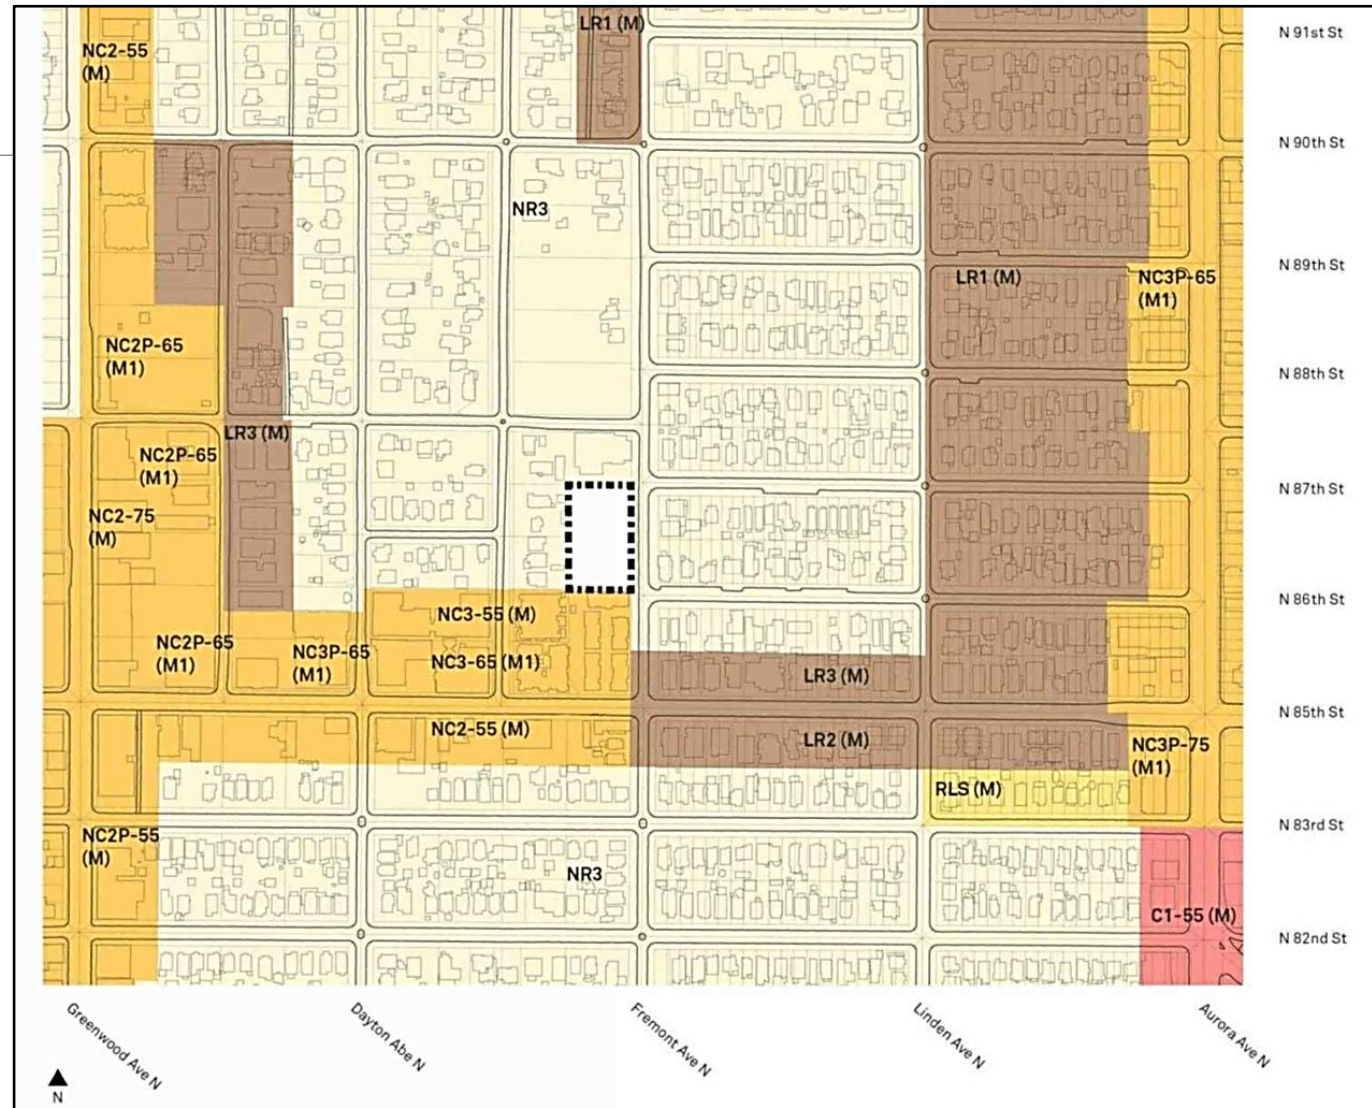 LR1 (M)
N 91st St
NC2-55
(M)
N 90th St
NR3
N 89th St
LR1 (M)
NC3P-65
(M1)
NC2P-65
(M1)
N 88th St
LR3 (M)
NC2P-65
(M1)
N 87th St
NC2-75
(M)
N 86th St
NC3-55 (M)
NC2P-65
(M1)
NC3P-65
(M1)
NC3-65 (M1)
LR3 (M)
N 85th St
NC2-55 (M)
LR2 (M)
NC3P-75
(M1)
RLS (M)
N 83rd St
NC2P-55
(M)
NR3
C1-55 (M)
N 82nd St
Greenwood Ave N
Dayton Abe N
Fremont Ave N
Linden Ave N
Aurora Ave N
N